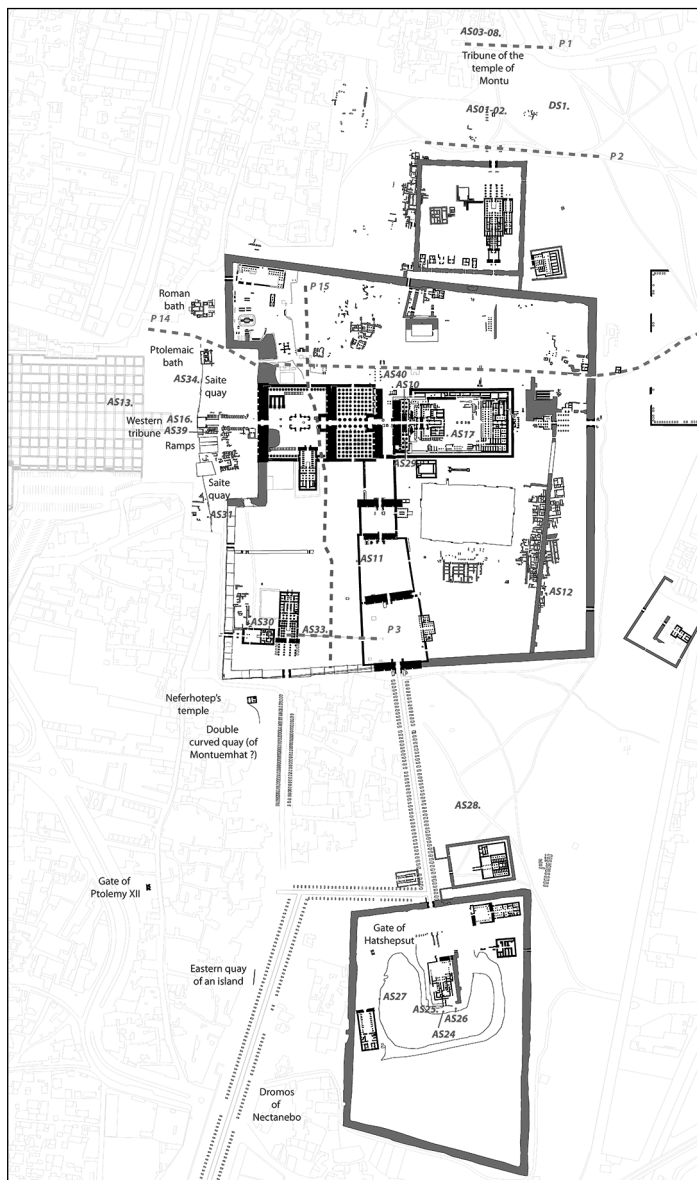 AS03-08.
P 1
Tribune of the
temple of
Montu
AS01-02.
DS1.
P 2
P 15
Roman
bath
P 14
Ptolemaic
bath
AS40
AS34.
Saite
quay
AS10
AS13.
AS16.
Western
tribune
AS39
AS17
Ramps
AS29
Saite
quay
AS31
AS11
AS12
AS30
AS33.
P 3
Neferhotep's
temple
Double
curved quay (of
Montuemhat ?)
AS28.
Gate of
Ptolemy XII
Gate of
Hatshepsut
Eastern quay
of an island
AS27
AS25.
AS26
AS24
Dromos
of
Nectanebo